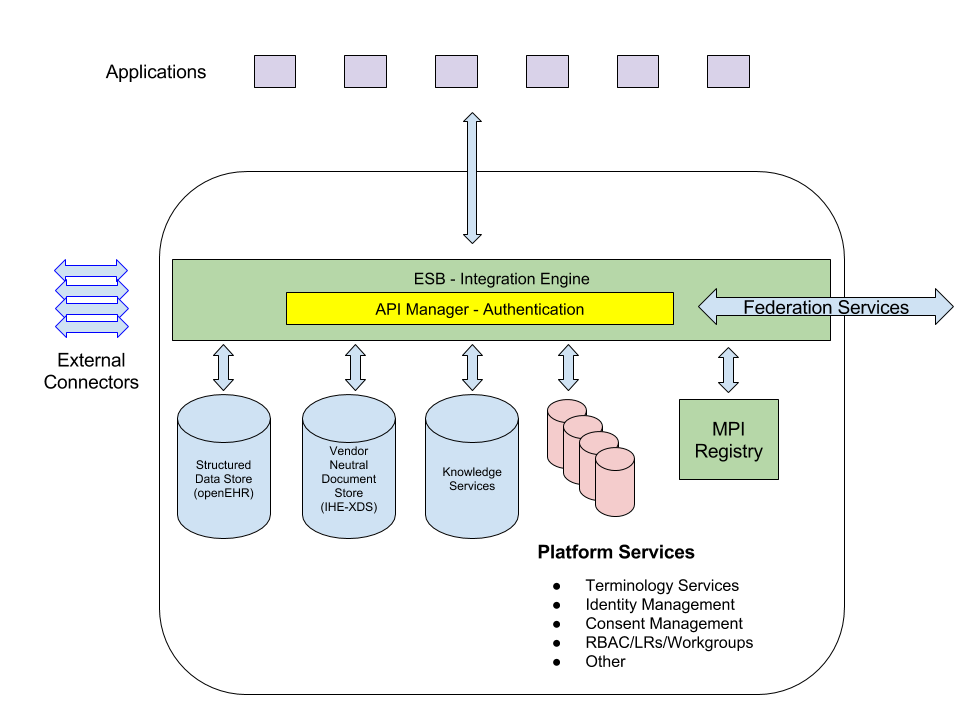 Applications
ESB - Integration Engine
API Manager - Authentication
Federation Services
External
Connectors
Structured
Data Store
(openEHR)
Vendor
Neutral
Document
Store
(IHE-XDS)
Knowledge
Services
MPI
Registry
Platform Services
● Terminology Services
● Identity Management
● Consent Management
● RBAC/LRs/Workgroups
● Other